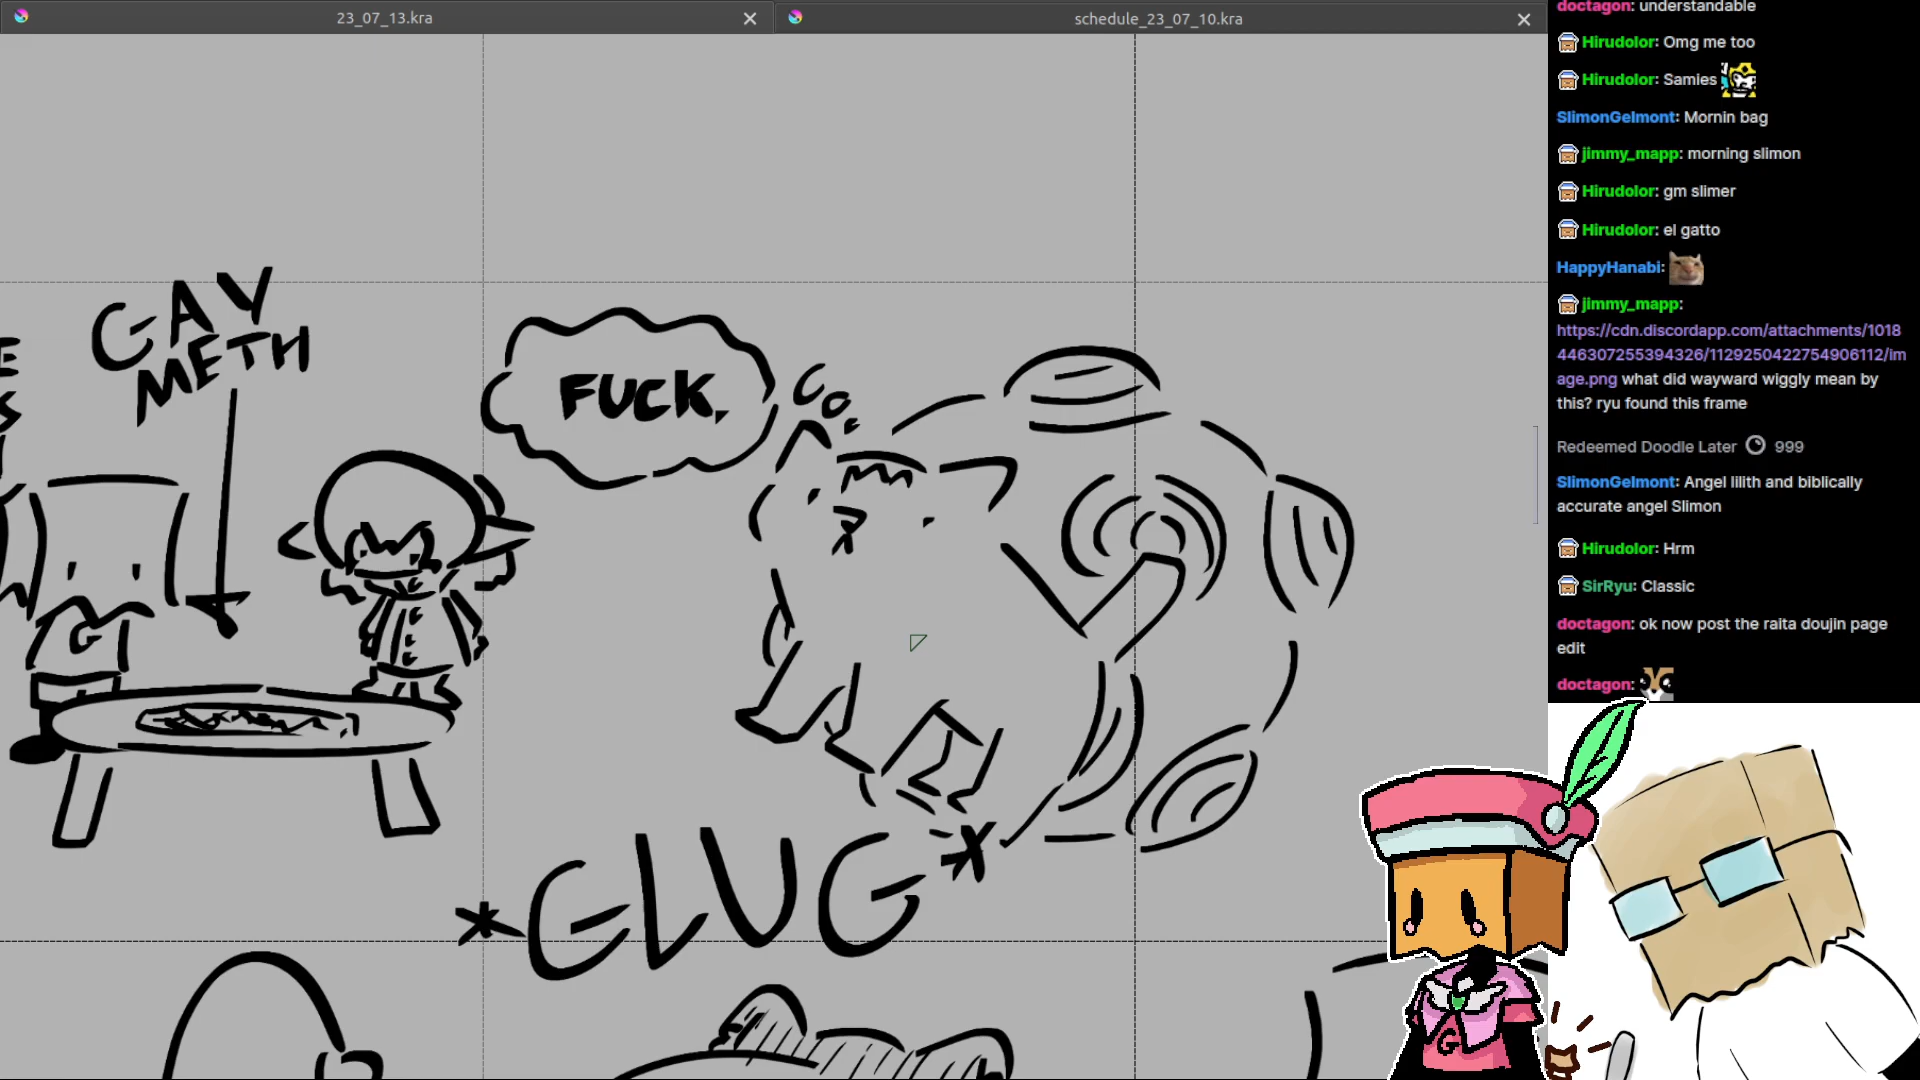 23_07_13.kra
schedule_23_07_10.kra
GAY
METH
FUCK.
G
*GLUG*
doctagon: understandable
Hirudolor: Omg me too
Hirudolor: Samies
SlimonGelmont: Mornin bag
jimmy_mapp: morning slimon
Hirudolor: gm slimer
Hirudolor: el gatto
HappyHanabi:
jimmy_mapp:
https://cdn.discordapp.com/attachments/1018
446307255394326/1129250422754906112/im
age.png what did wayward wiggly mean by
this? ryu found this frame
Redeemed Doodle Later 999
SlimonGelmont: Angel lilith and biblically
accurate angel Slimon
Hirudolor: Hrm
SirRyu: Classic
doctagon: ok now post the raita doujin page
edit
doctagon:
G